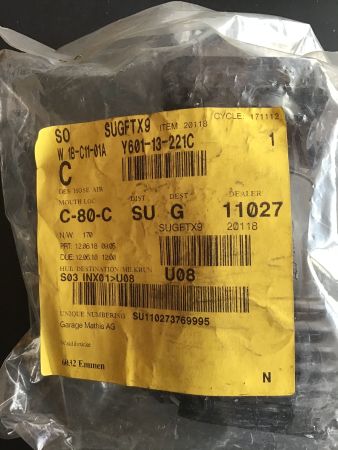 SO SUGFTX9 ITEM 20118 CYCLE: 171112
W 18-C11-01A Y601-13-221C 1
C
DES HOSE AIR
MOUTH LOC DIST DEST DEALER
C-80-C SU G 11027
N/W: 170 SUGFTX9 20118
PRT: 12.06.18 09:05
DUE: 12.06.18 12:00
HUB DESTINATION MILKRUN
S03 INX01>U08 U08
UNIQUE NUMBERING SU110273769995
Garage Mathis AG
6032 Emmen
N